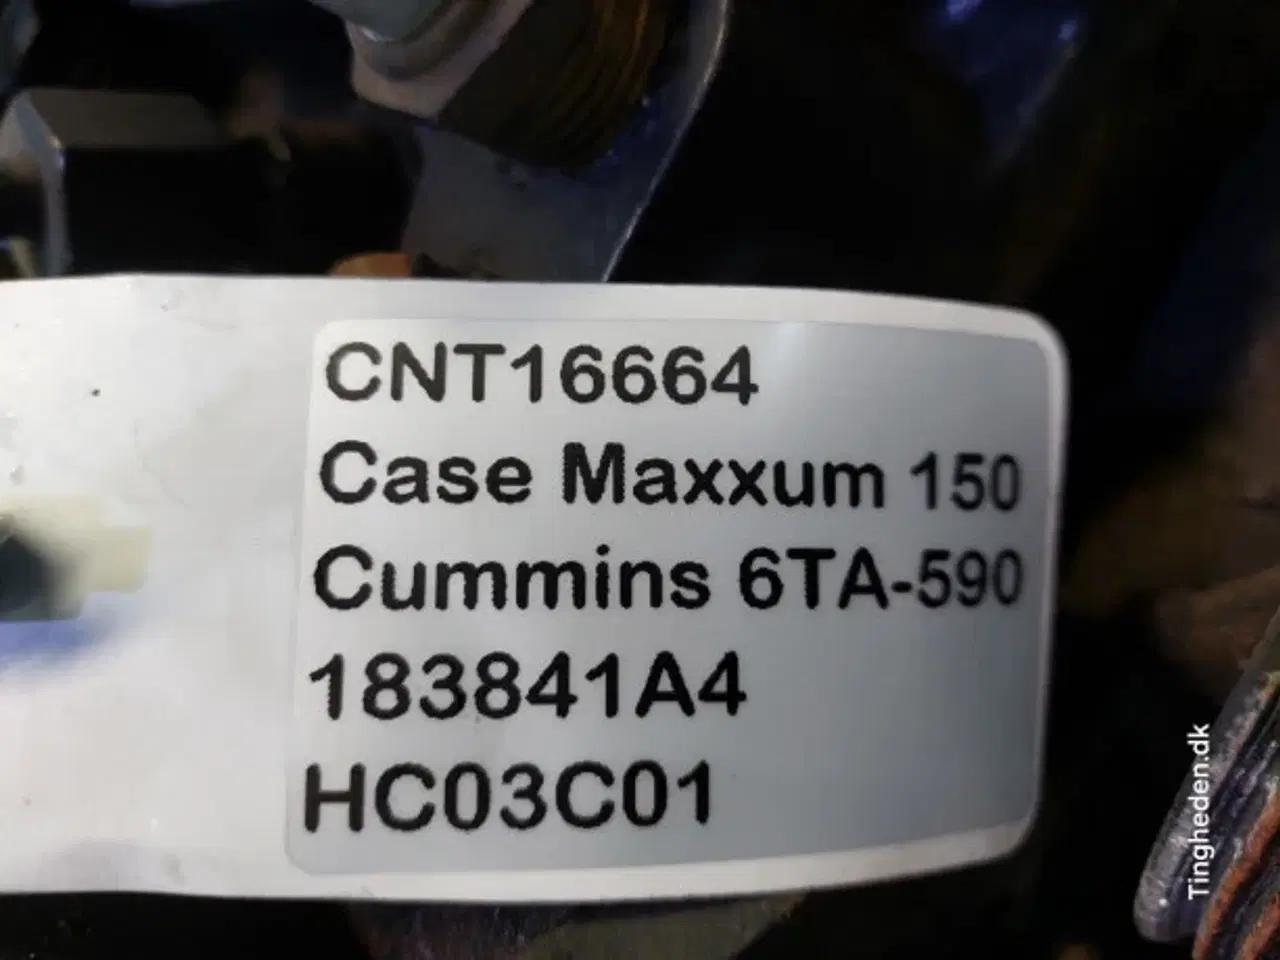 CNT16664
Case Maxxum 150
Cummins 6TA-590
183841A4
HC03C01
Tingheden.dk